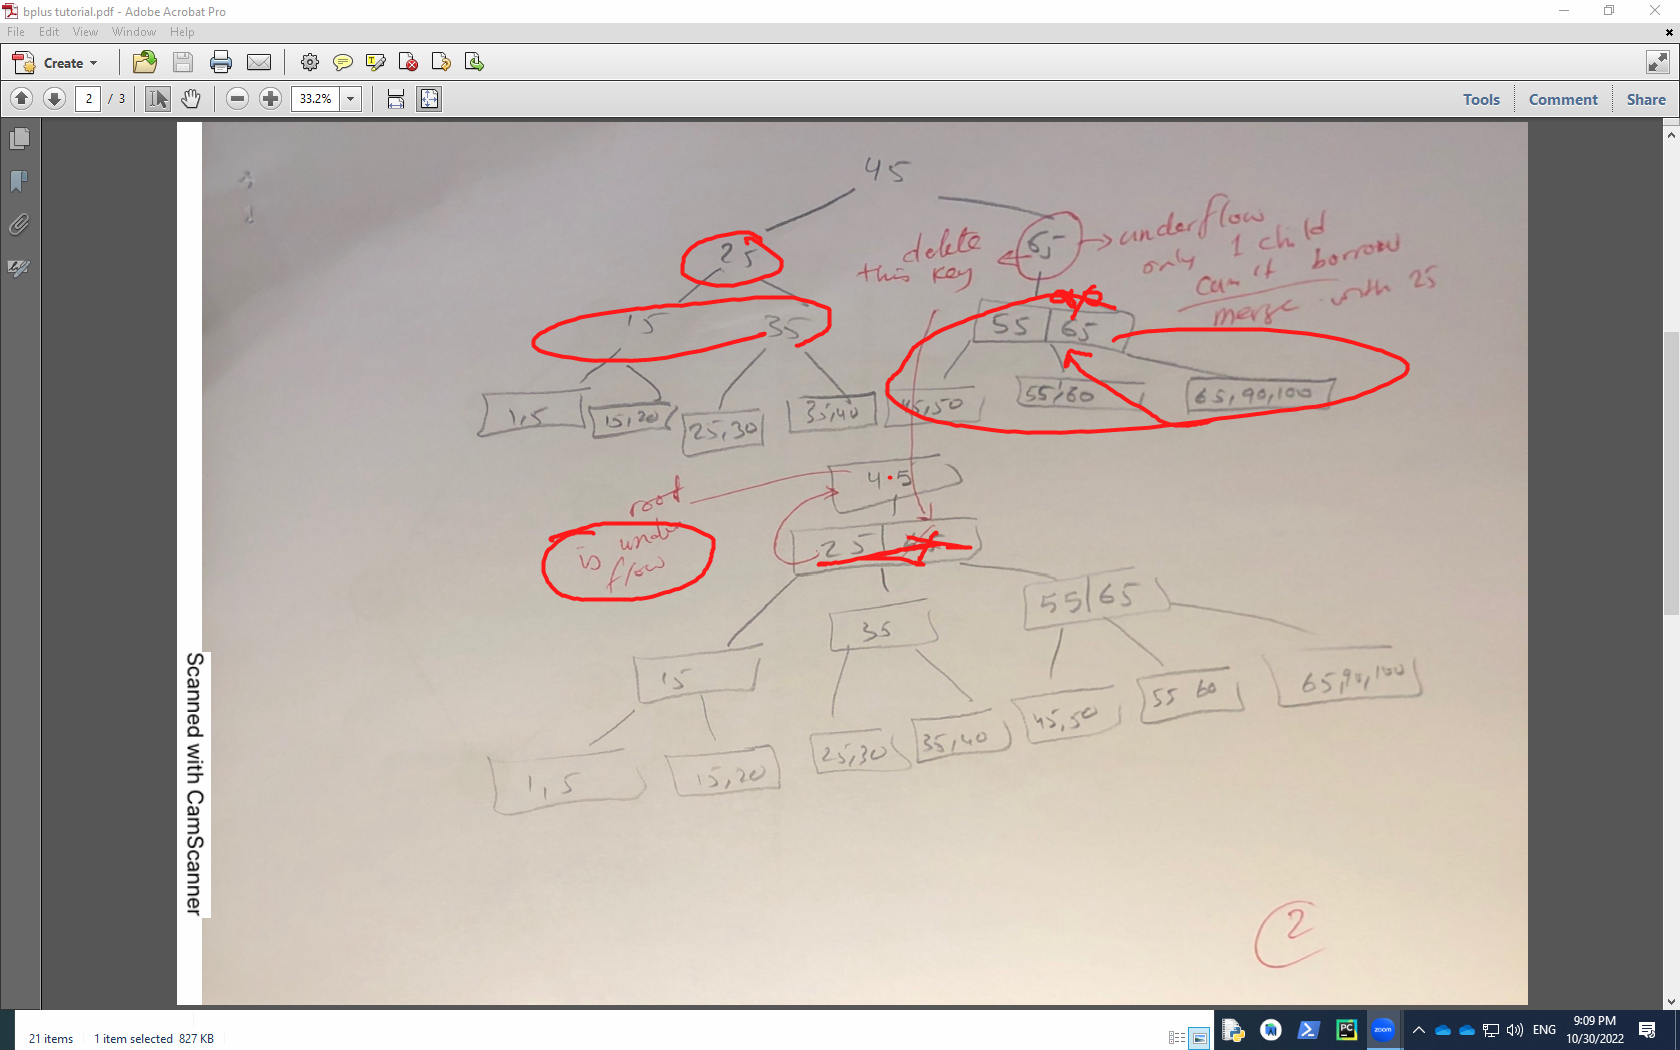 bplus tutorial.pdf - Adobe Acrobat Pro
File Edit View Window Help
Create
2 / 3 33.2% Tools Comment Share
45
25
65
delete
this key
underflow
only 1 child
can it borrow
merge with 25
15 35
55 65
1,5 15,20 25,30 35,40 45,50 55,60 65,90,100
45
root
is under
flow
25
35
55 65
15
1,5 15,20 25,30 35,40 45,50 55 60 65,90,100
2
Scanned with CamScanner
21 items 1 item selected 827 KB
PC
zoom
ENG
9:09 PM
10/30/2022